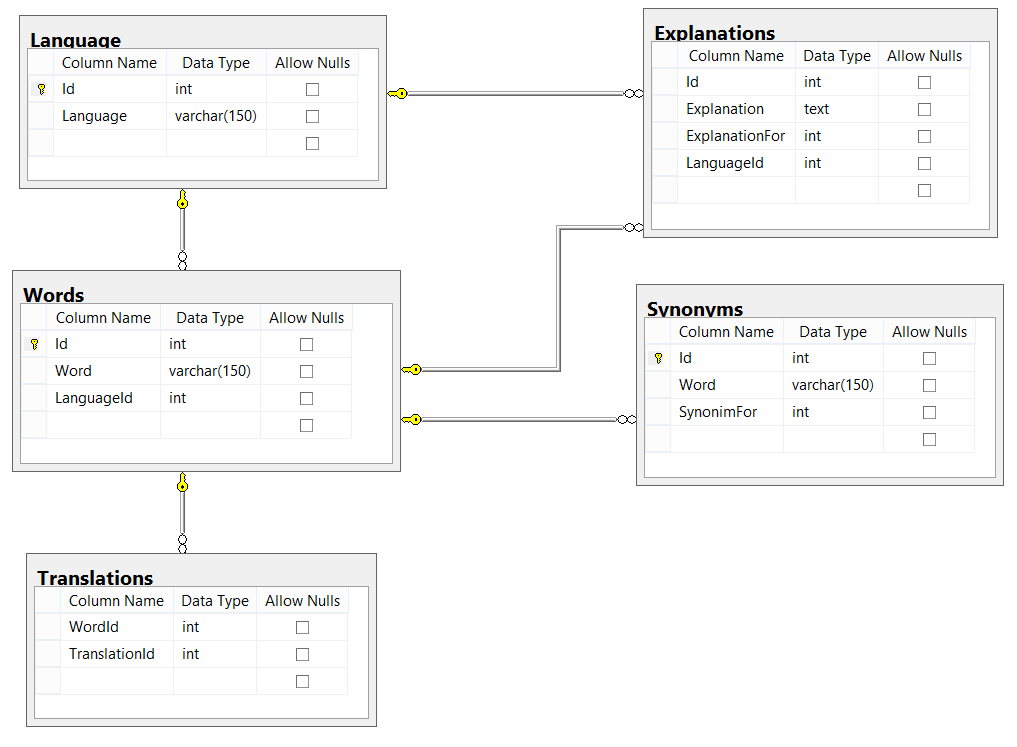 Language
Column Name Data Type Allow Nulls
Id int
Language varchar(150)
Explanations
Column Name Data Type Allow Nulls
Id int
Explanation text
ExplanationFor int
LanguageId int
Words
Column Name Data Type Allow Nulls
Id int
Word varchar(150)
LanguageId int
Synonyms
Column Name Data Type Allow Nulls
Id int
Word varchar(150)
SynonimFor int
Translations
Column Name Data Type Allow Nulls
WordId int
TranslationId int